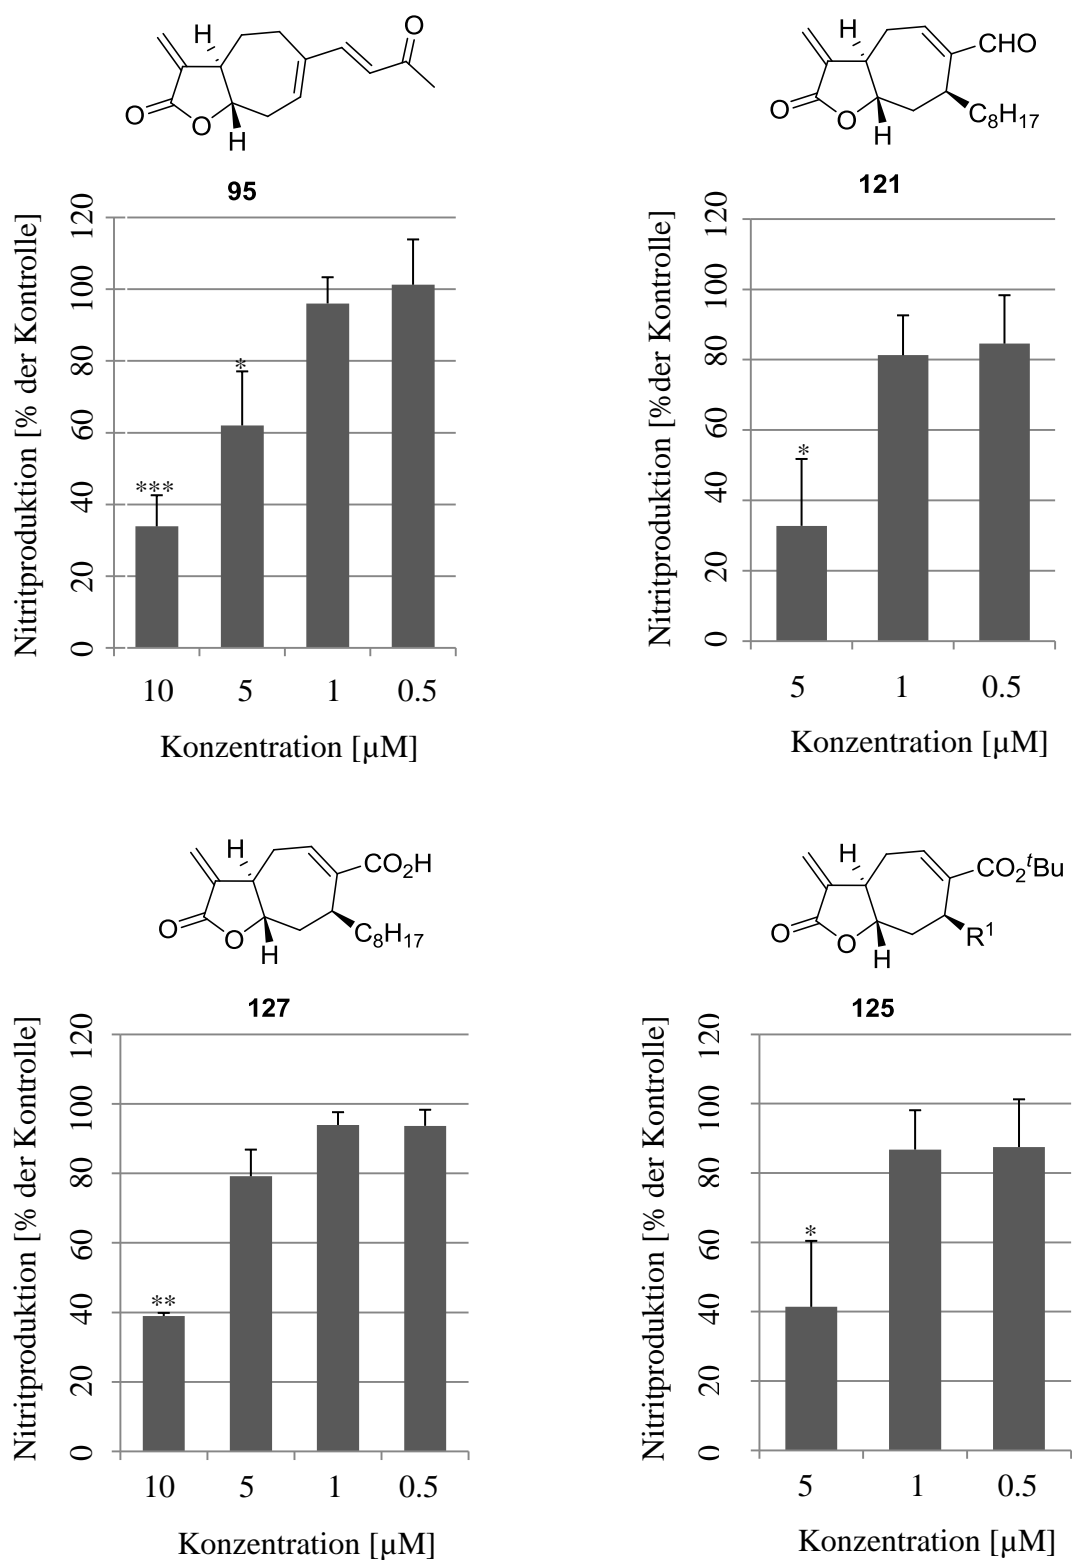 O
H
O
O
H
95
Nitritproduktion [% der Kontrolle]
120
100
80
60
40
20
0
***
*
10 5 1 0.5
Konzentration [µM]
H
CHO
O
O
H
C8H17
121
Nitritproduktion [%der Kontrolle]
120
100
80
60
40
20
0
*
5 1 0.5
Konzentration [µM]
H
CO2H
O
O
H
C8H17
127
Nitritproduktion [% der Kontrolle]
120
100
80
60
40
20
0
**
10 5 1 0.5
Konzentration [µM]
H
CO2tBu
O
O
H
R1
125
Nitritproduktion [% der Kontrolle]
120
100
80
60
40
20
0
*
5 1 0.5
Konzentration [µM]